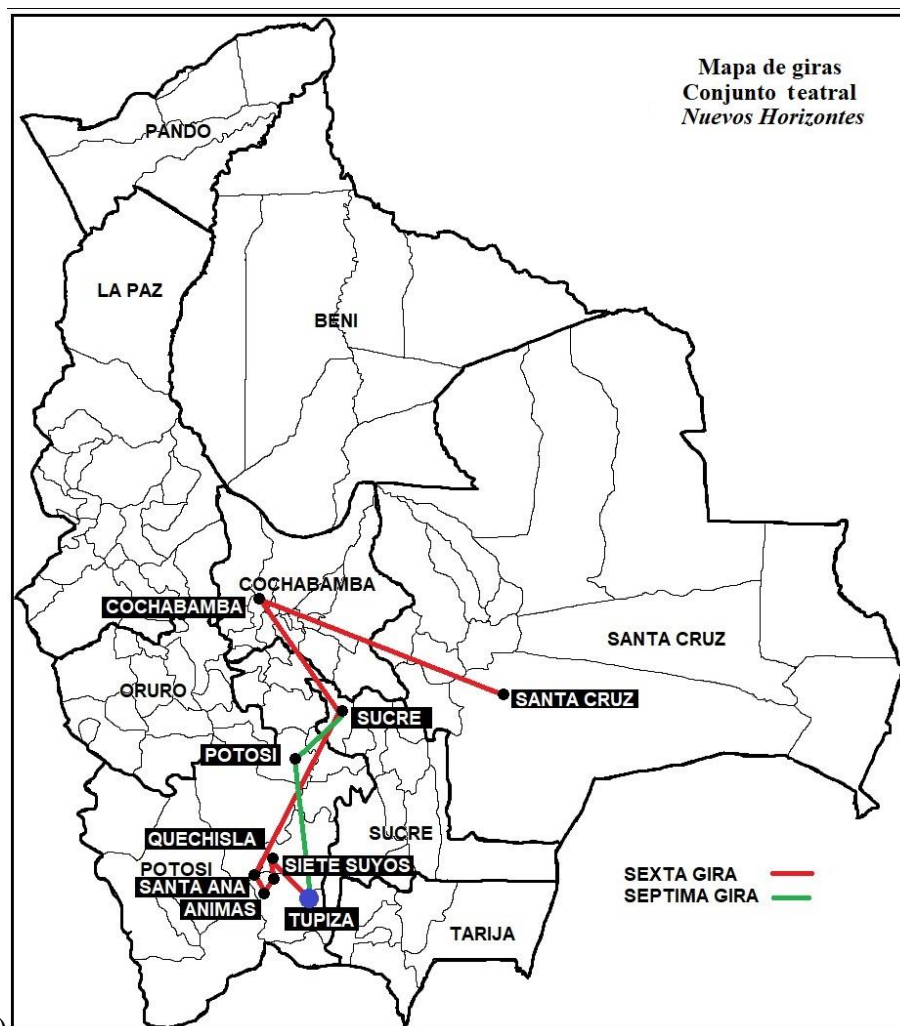 Mapa de giras
Conjunto teatral
Nuevos Horizontes
PANDO
LA PAZ
BENI
COCHABAMBA
COCHABAMBA
SANTA CRUZ
ORURO
SANTA CRUZ
SUCRE
POTOSI
QUECHISLA
SUCRE
SIETE SUYOS
POTOSI
SANTA ANA
ANIMAS
TUPIZA
TARIJA
SEXTA GIRA
SEPTIMA GIRA
)